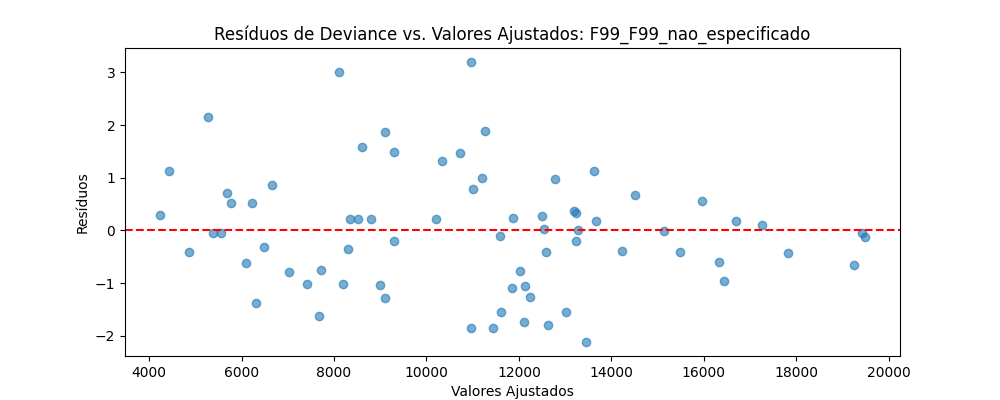 Resíduos de Deviance vs. Valores Ajustados: F99_F99_nao_especificado
3
2
1
0
−1
−2
Resíduos
4000 6000 8000 10000 12000 14000 16000 18000 20000
Valores Ajustados